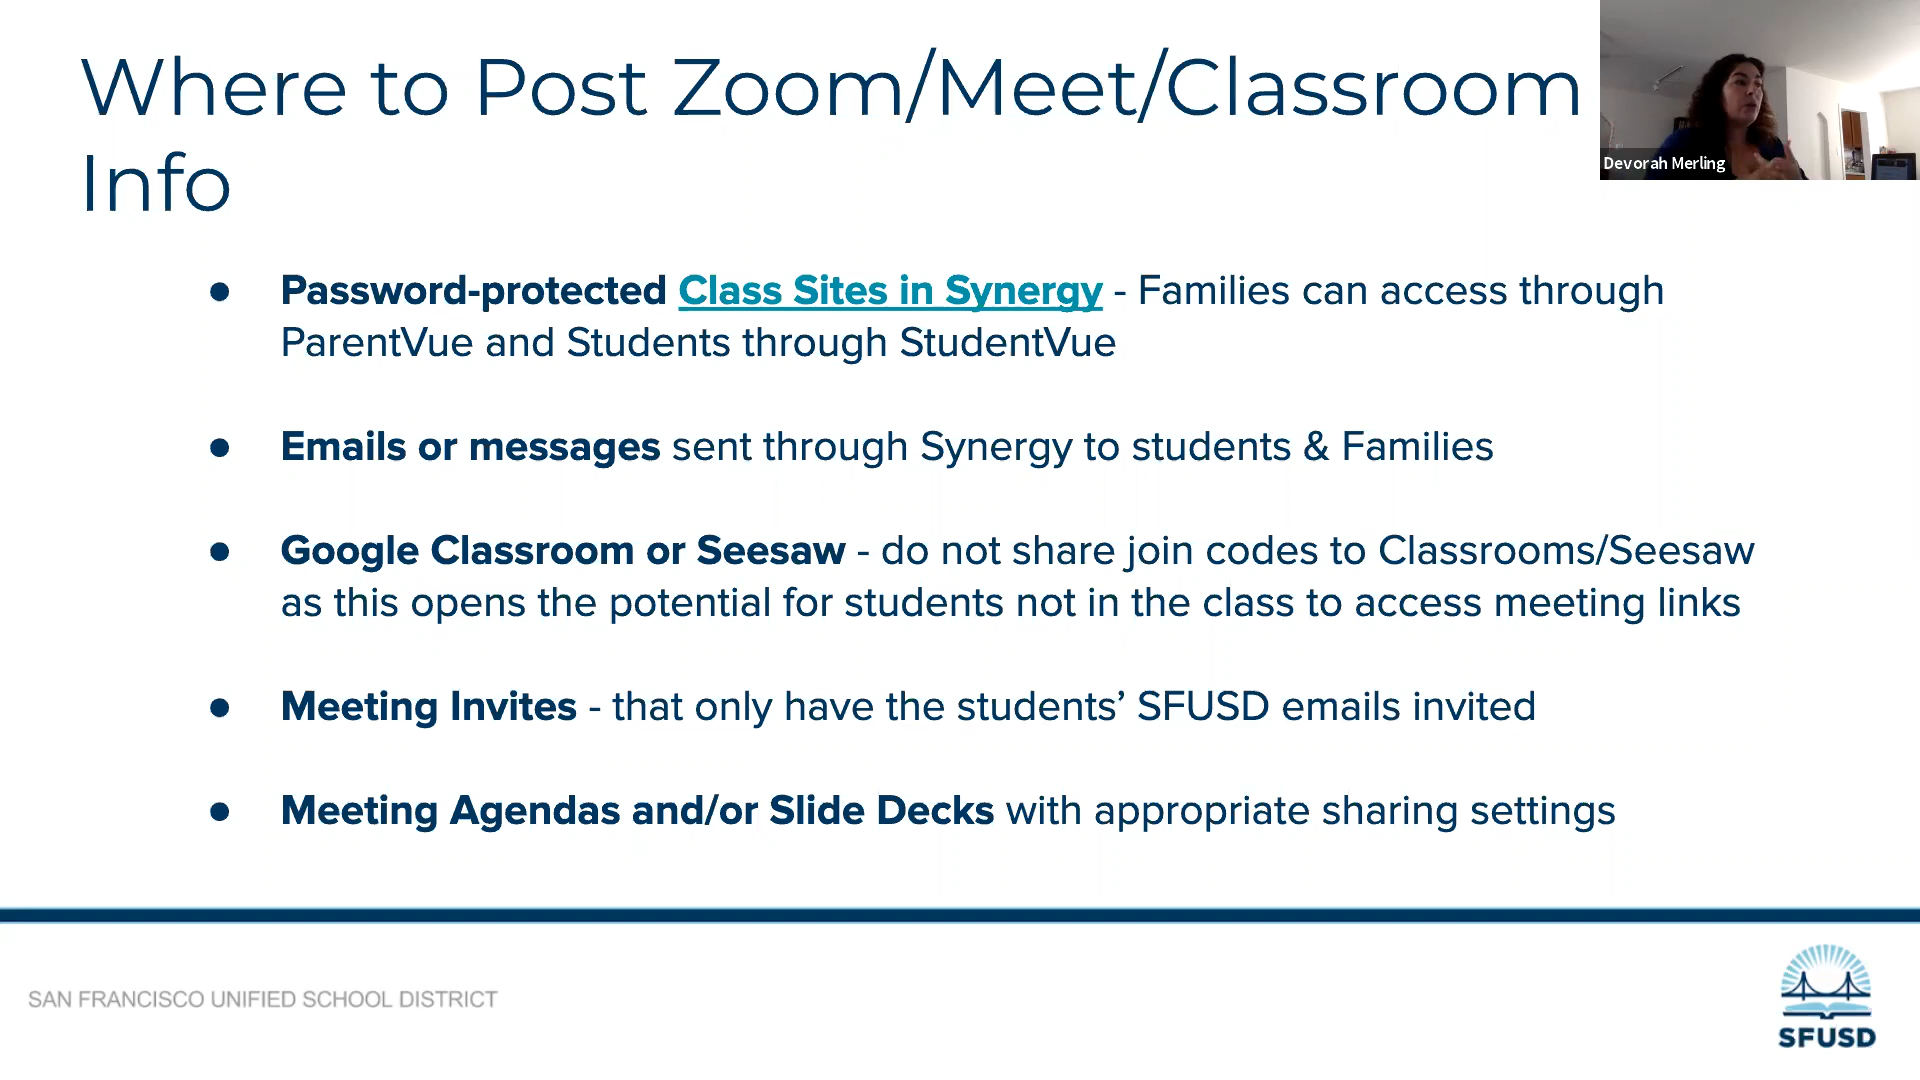 Where to Post Zoom/Meet/Classroom
Info
Devorah Merling
● Password-protected Class Sites in Synergy - Families can access through
ParentVue and Students through StudentVue
● Emails or messages sent through Synergy to students & Families
● Google Classroom or Seesaw - do not share join codes to Classrooms/Seesaw
as this opens the potential for students not in the class to access meeting links
● Meeting Invites - that only have the students’ SFUSD emails invited
● Meeting Agendas and/or Slide Decks with appropriate sharing settings
SAN FRANCISCO UNIFIED SCHOOL DISTRICT
SFUSD